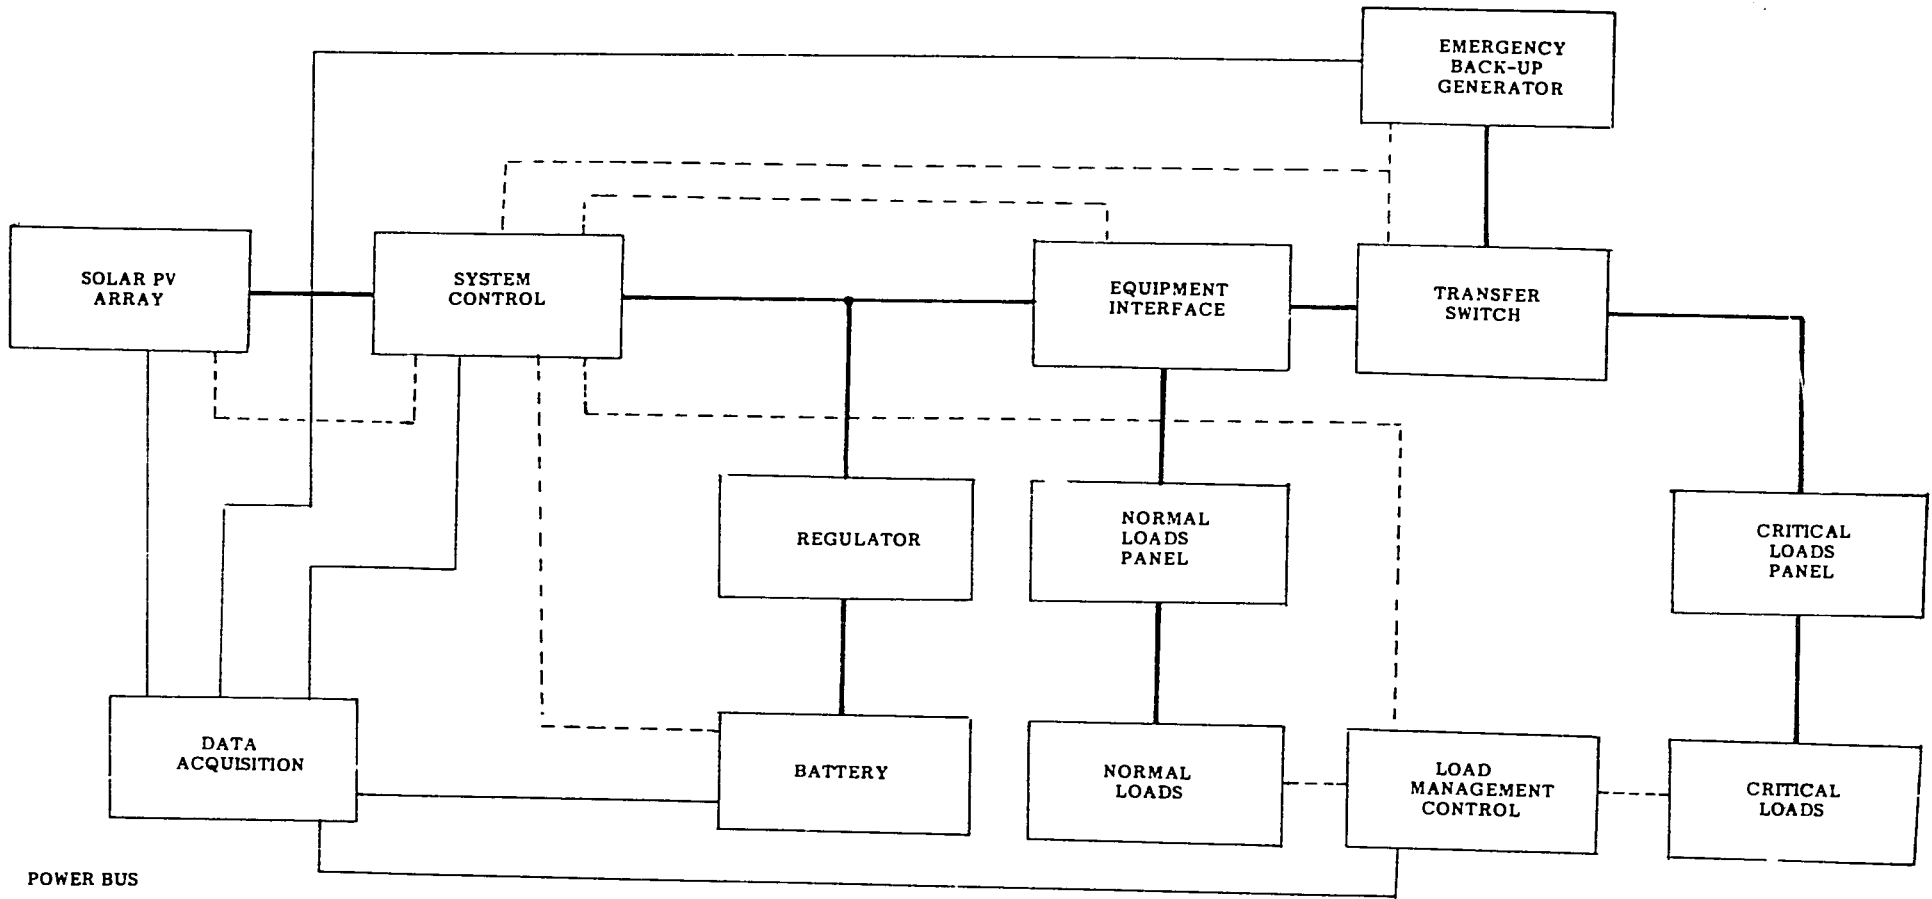 EMERGENCY
BACK-UP
GENERATOR
SOLAR PV
ARRAY
SYSTEM
CONTROL
EQUIPMENT
INTERFACE
TRANSFER
SWITCH
REGULATOR
NORMAL
LOADS
PANEL
CRITICAL
LOADS
PANEL
DATA
ACQUISITION
BATTERY
NORMAL
LOADS
LOAD
MANAGEMENT
CONTROL
CRITICAL
LOADS
POWER BUS